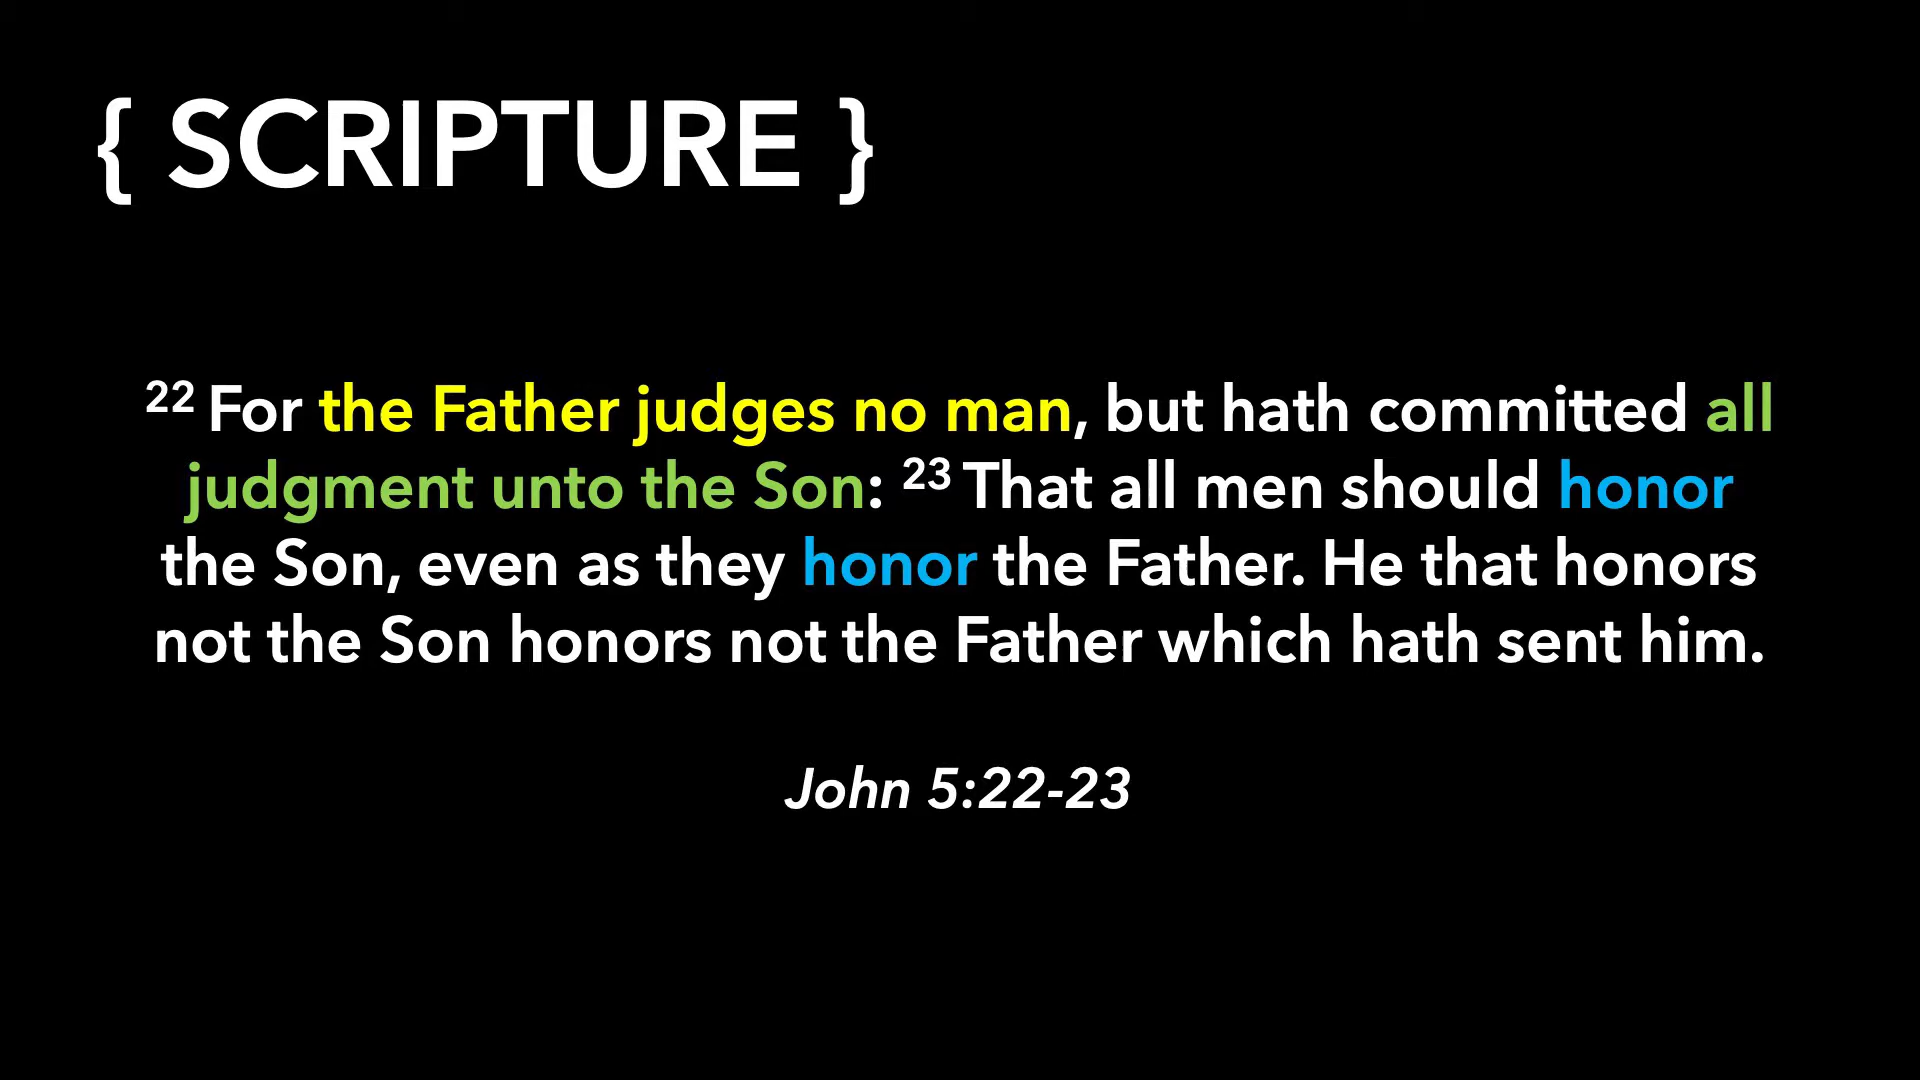 { SCRIPTURE }
22 For the Father judges no man, but hath committed all
judgment unto the Son: 23 That all men should honor
the Son, even as they honor the Father. He that honors
not the Son honors not the Father which hath sent him.
John 5:22-23